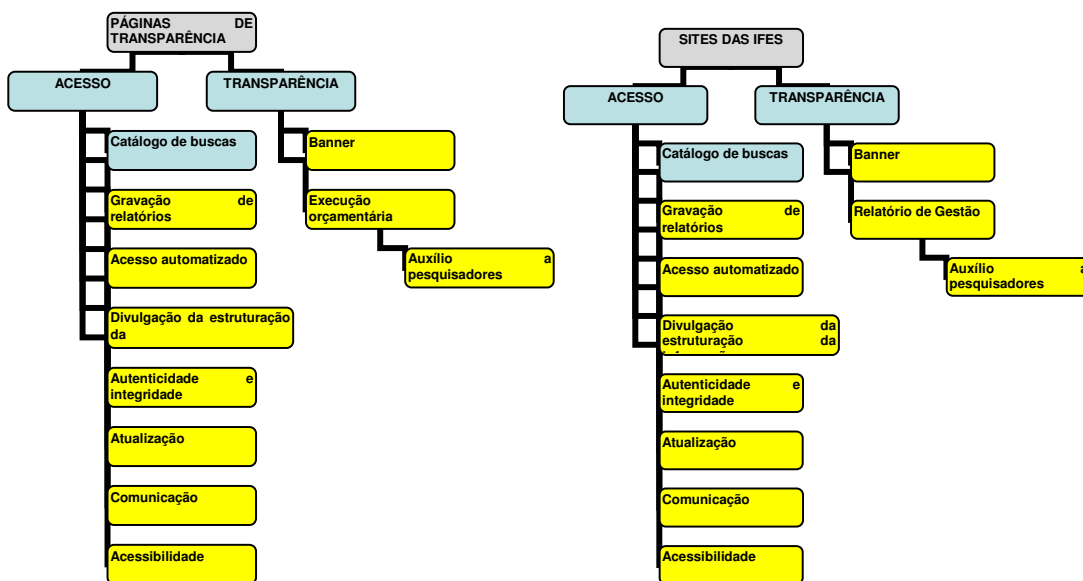 PÁGINAS DE
TRANSPARÊNCIA
ACESSO
TRANSPARÊNCIA
Catálogo de buscas
Gravação de
relatórios
Acesso automatizado
Divulgação da estruturação
da
Autenticidade e
integridade
Atualização
Comunicação
Acessibilidade
Banner
Execução
orçamentária
Auxílio a
pesquisadores
SITES DAS IFES
ACESSO
TRANSPARÊNCIA
Catálogo de buscas
Gravação de
relatórios
Acesso automatizado
Divulgação da
estruturação da
Autenticidade e
integridade
Atualização
Comunicação
Acessibilidade
Banner
Relatório de Gestão
Auxílio a
pesquisadores